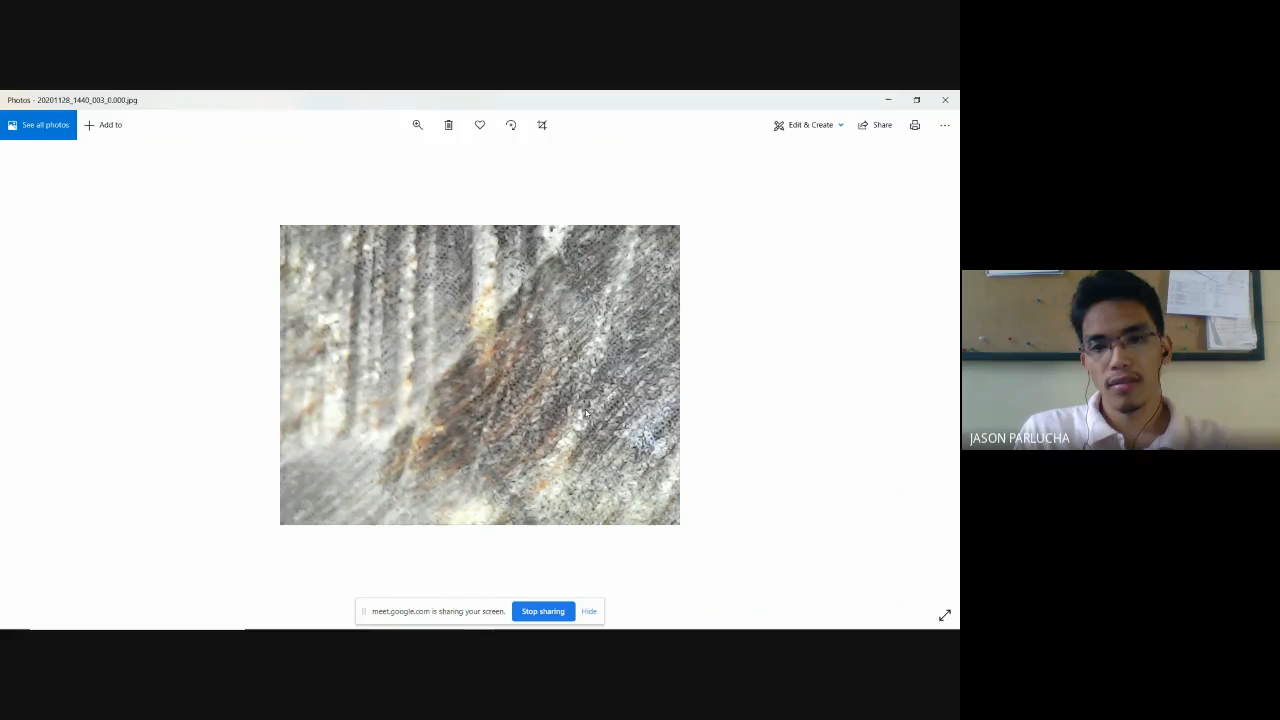 Photos - 20201128_1440_003_0.000.jpg
See all photos
Add to
Edit & Create
Share
meet.google.com is sharing your screen.
Stop sharing
Hide
JASON PARLUCHA